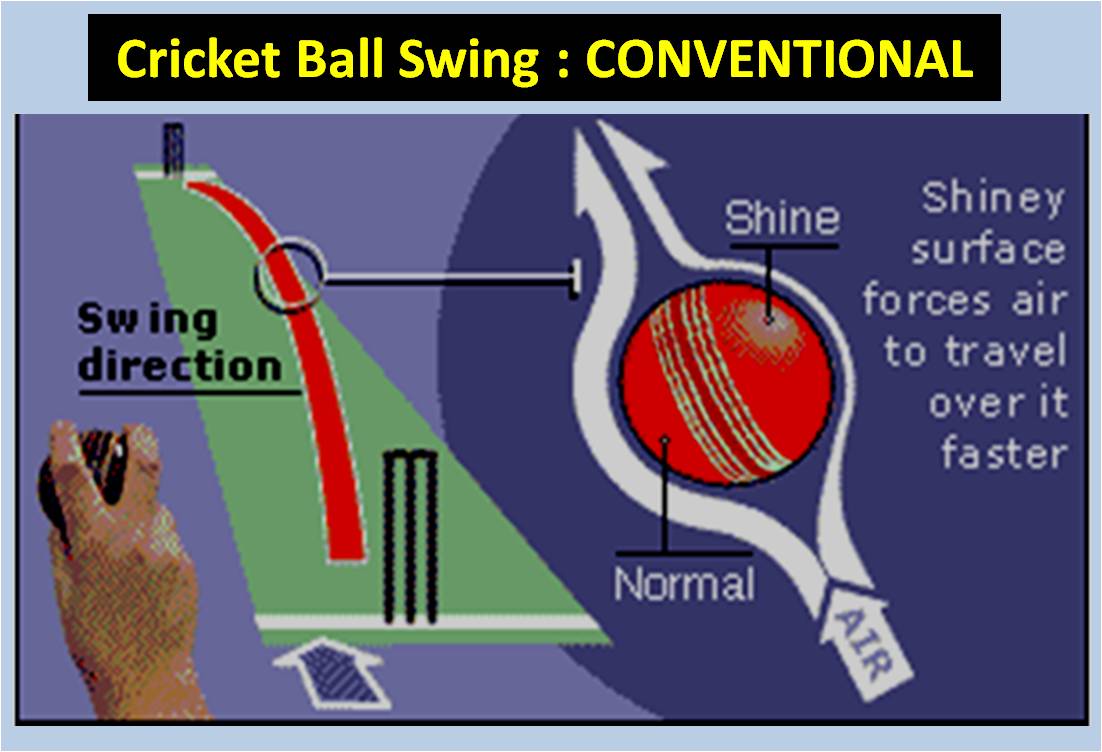 Cricket Ball Swing : CONVENTIONAL
Swing
direction
Shine
Normal
AIR
Shiney
surface
forces air
to travel
over it
faster